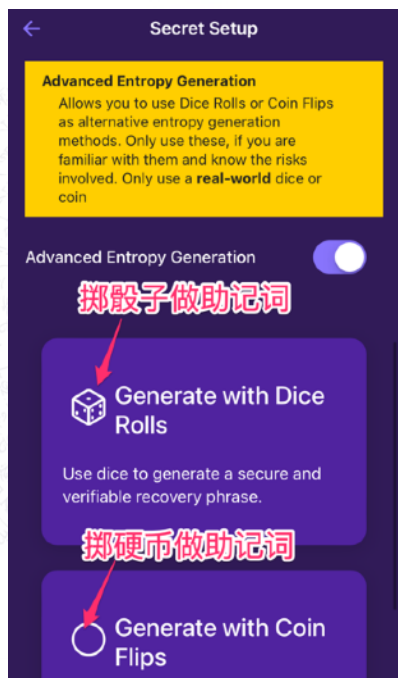 Secret Setup
Advanced Entropy Generation
Allows you to use Dice Rolls or Coin Flips
as alternative entropy generation
methods. Only use these, if you are
familiar with them and know the risks
involved. Only use a real-world dice or
coin
Advanced Entropy Generation
掷骰子做助记词
Generate with Dice
Rolls
Use dice to generate a secure and
verifiable recovery phrase.
掷硬币做助记词
Generate with Coin
Flips